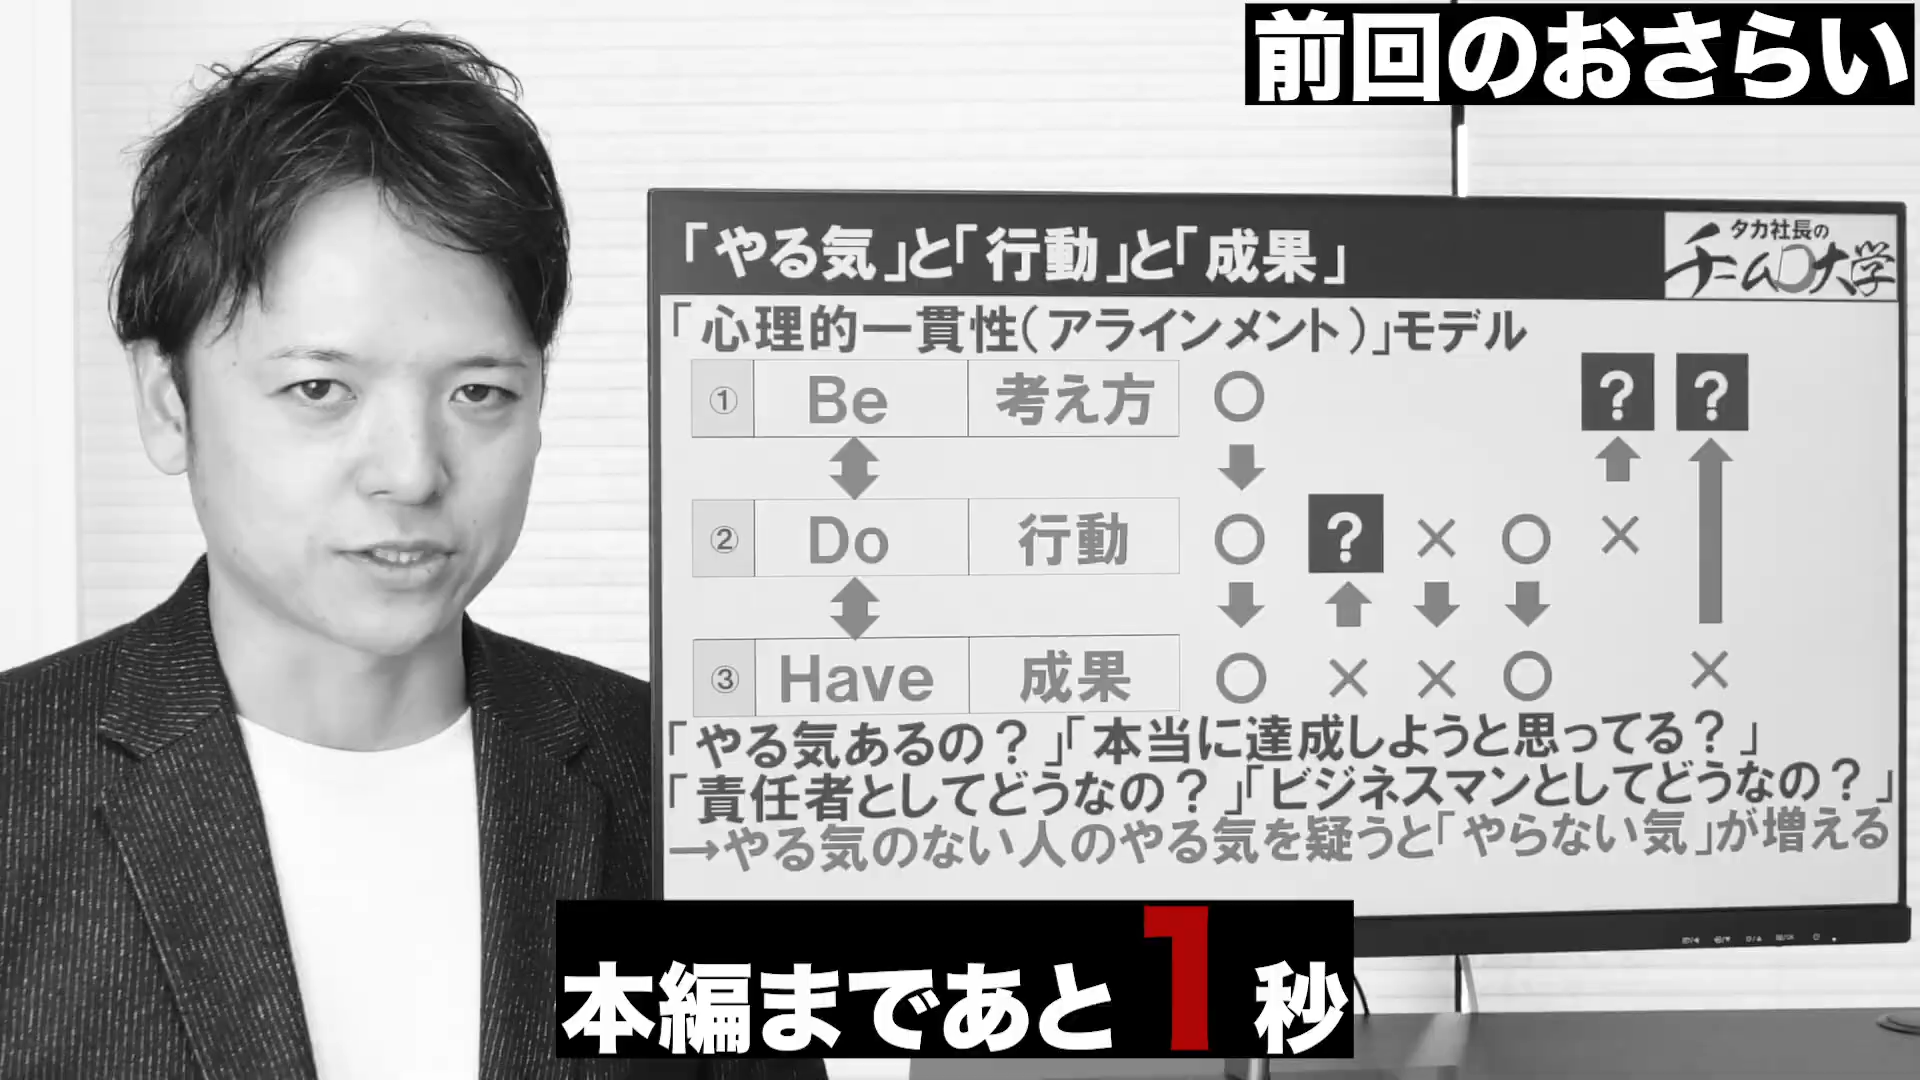 前回のおさらい
「やる気」と「行動」と「成果」
タカ社長の
チームD大学
「心理的一貫性(アラインメント)」モデル
① Be 考え方 ○ ? ?
② Do 行動 ○ ? × ○ ×
③ Have 成果 ○ × × ○ ×
「やる気あるの?」「本当に達成しようと思ってる?」
「責任者としてどうなの?」「ビジネスマンとしてどうなの?」
→やる気のない人のやる気を疑うと「やらない気」が増える
本編まであと1秒